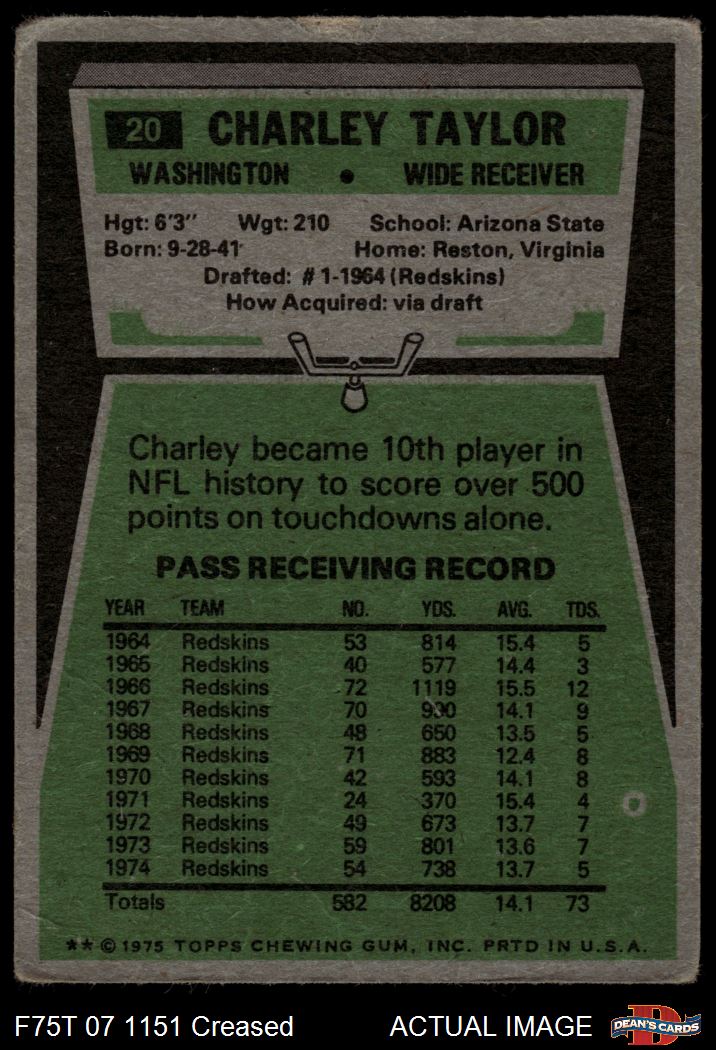 20 CHARLEY TAYLOR
WASHINGTON • WIDE RECEIVER
Hgt: 6'3" Wgt: 210 School: Arizona State
Born: 9-28-41 Home: Reston, Virginia
Drafted: #1-1964 (Redskins)
How Acquired: via draft
Charley became 10th player in
NFL history to score over 500
points on touchdowns alone.
PASS RECEIVING RECORD
YEAR TEAM NO. YDS. AVG. TDS.
1964 Redskins 53 814 15.4 5
1965 Redskins 40 577 14.4 3
1966 Redskins 72 1119 15.5 12
1967 Redskins 70 990 14.1 9
1968 Redskins 48 650 13.5 5
1969 Redskins 71 883 12.4 8
1970 Redskins 42 593 14.1 8
1971 Redskins 24 370 15.4 4
1972 Redskins 49 673 13.7 7
1973 Redskins 59 801 13.6 7
1974 Redskins 54 738 13.7 5
Totals 582 8208 14.1 73
** © 1975 TOPPS CHEWING GUM, INC. PRTD IN U.S.A.
F75T 07 1151 Creased ACTUAL IMAGE DEAN'S CARDS